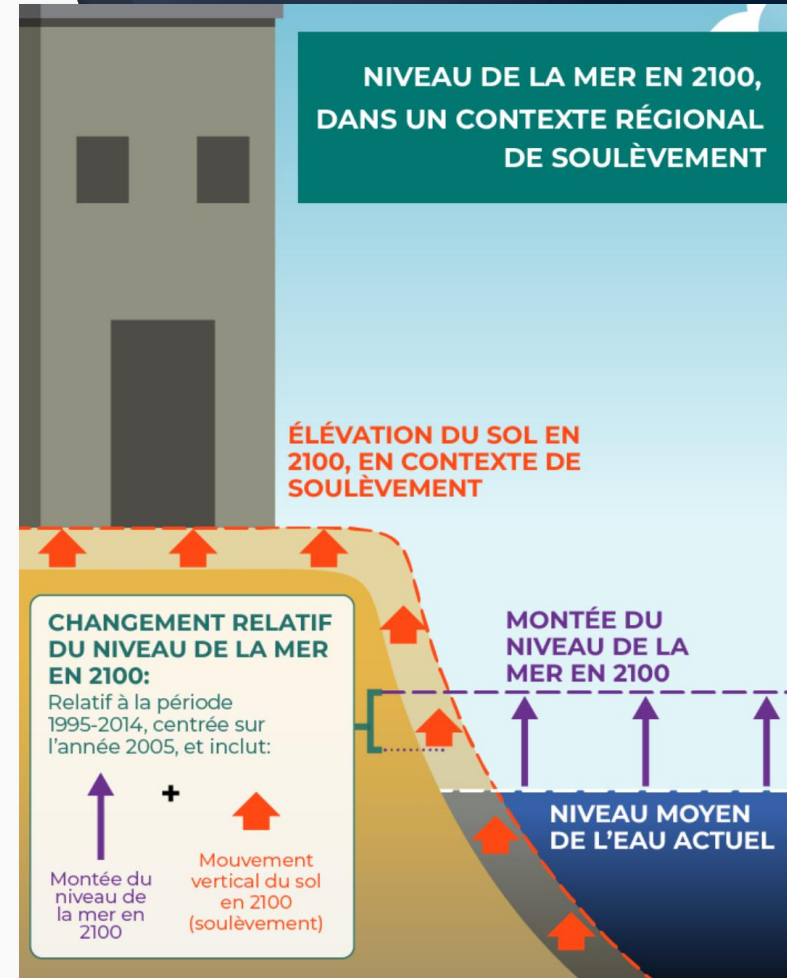 NIVEAU DE LA MER EN 2100,
DANS UN CONTEXTE RÉGIONAL
DE SOULÈVEMENT
ÉLÉVATION DU SOL EN
2100, EN CONTEXTE DE
SOULÈVEMENT
MONTÉE DU
NIVEAU DE LA
MER EN 2100
CHANGEMENT RELATIF
DU NIVEAU DE LA MER
EN 2100:
Relatif à la période
1995-2014, centrée sur
l'année 2005, et inclut:
+
Montée du
niveau de
la mer en
2100
Mouvement
vertical du sol
en 2100
(soulèvement)
NIVEAU MOYEN
DE L'EAU ACTUEL